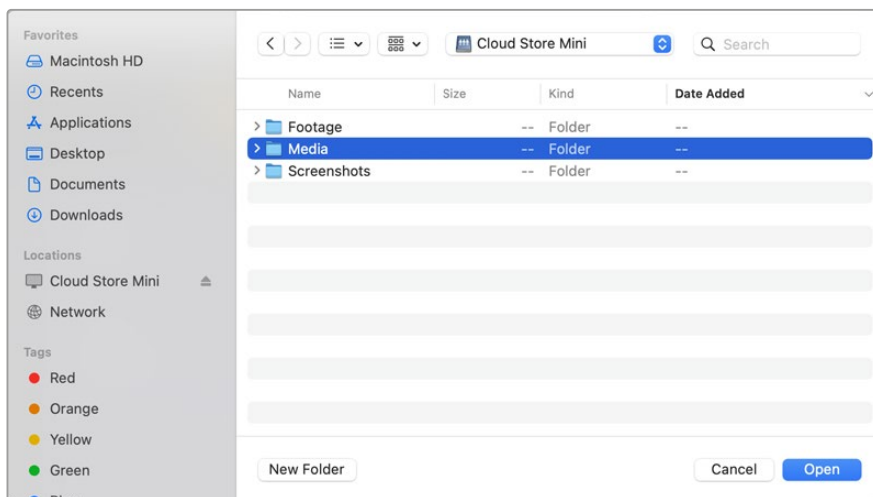 Favorites
Macintosh HD
Recents
Applications
Desktop
Documents
Downloads
Locations
Cloud Store Mini
Network
Tags
Red
Orange
Yellow
Green
Cloud Store Mini
Search
Name Size Kind Date Added
Footage -- Folder --
Media -- Folder --
Screenshots -- Folder --
New Folder Cancel Open